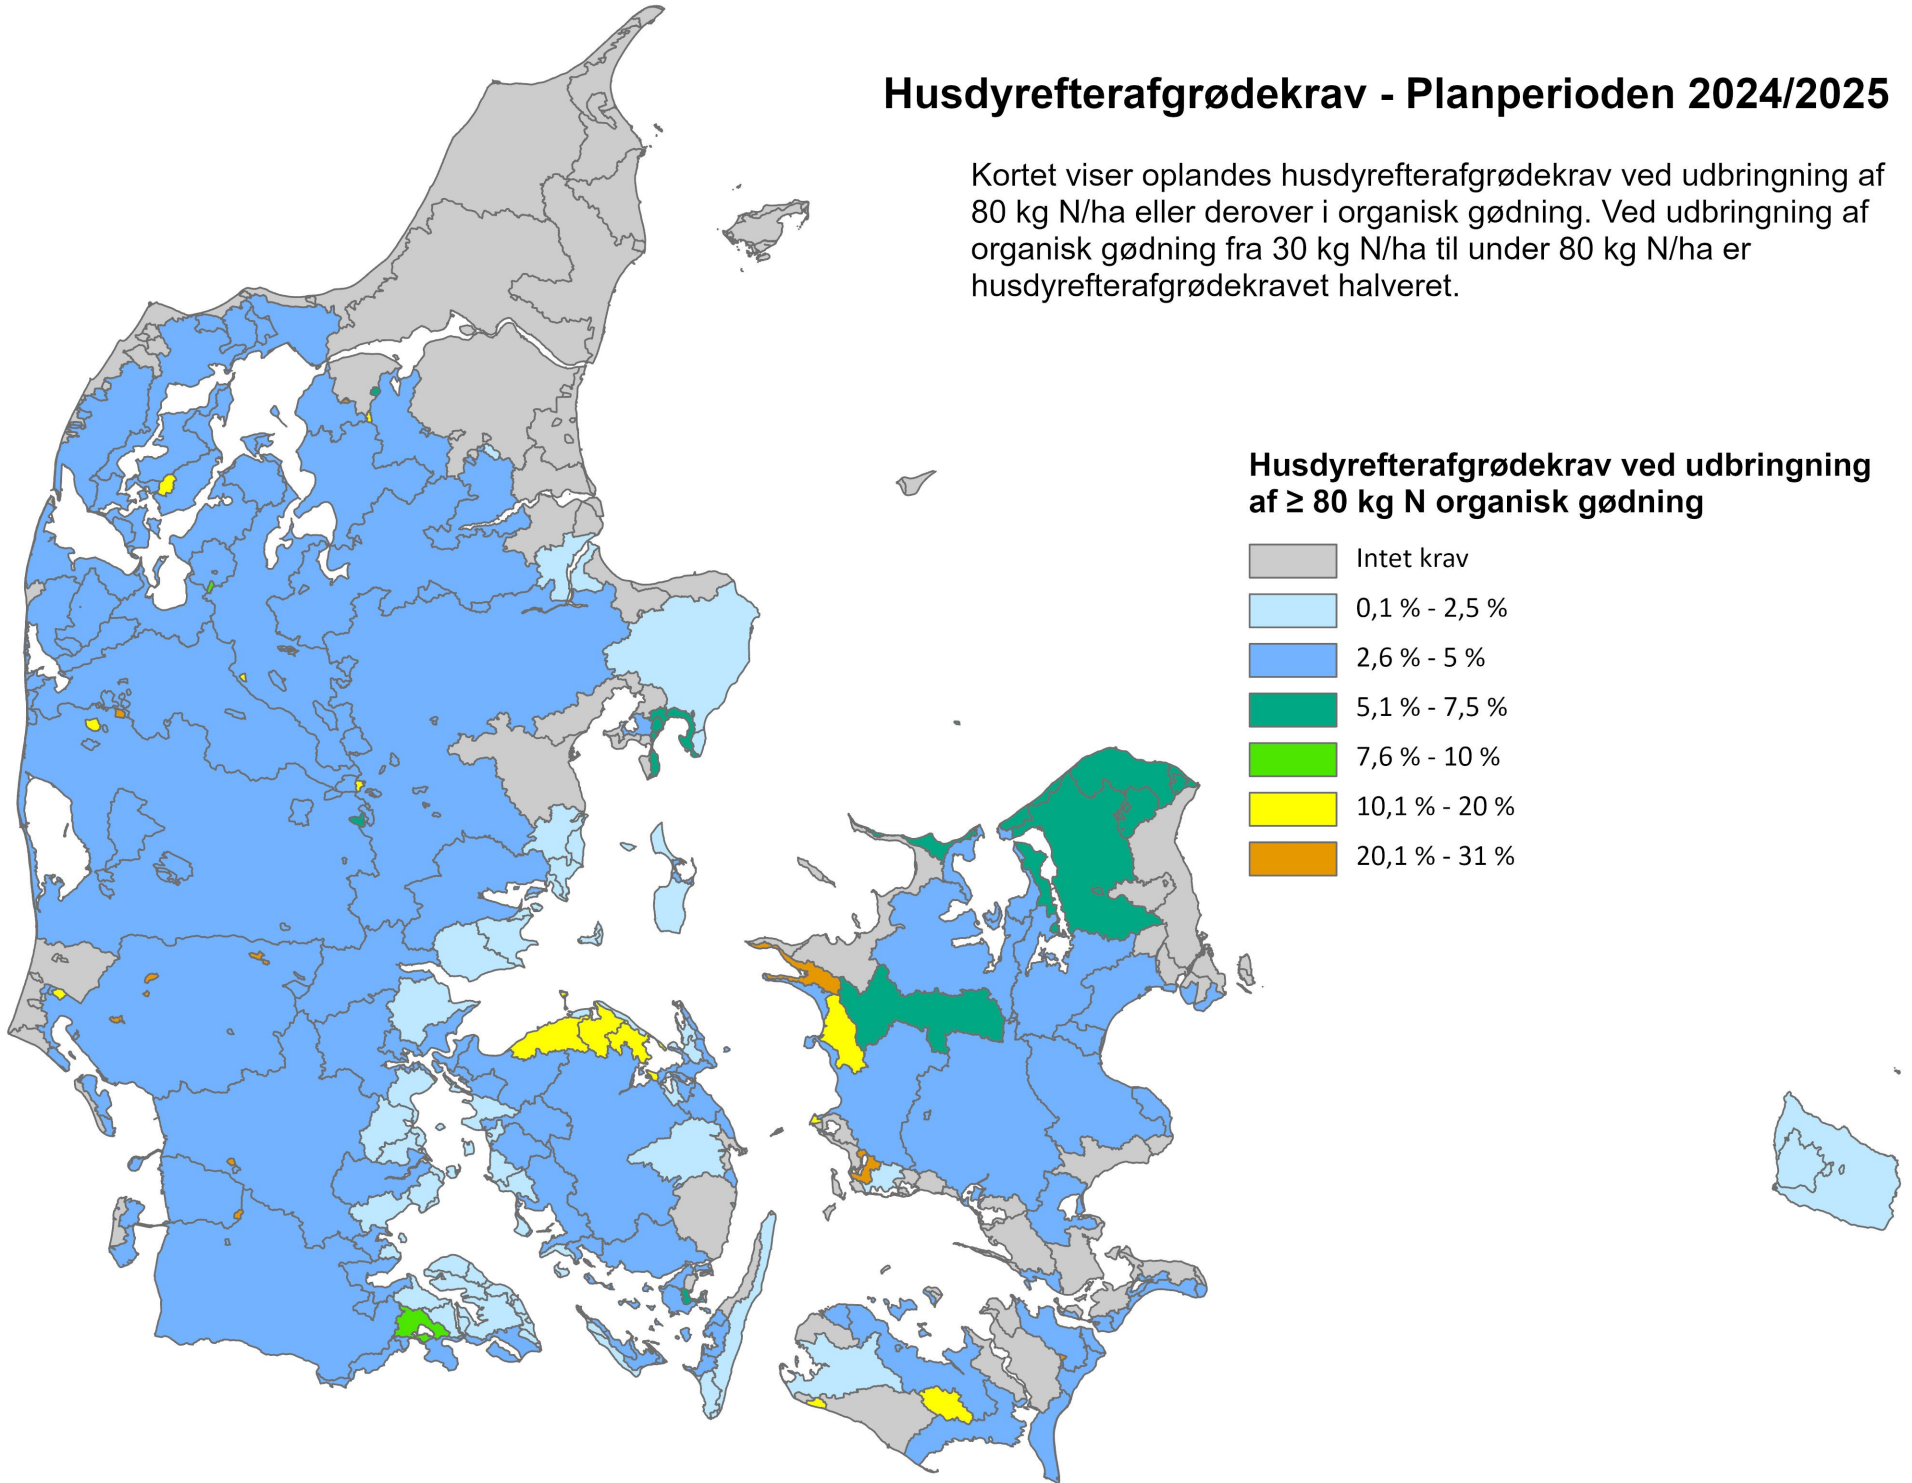 Husdyrefterafgrødekrav - Planperioden 2024/2025
Kortet viser oplandes husdyrefterafgrødekrav ved udbringning af
80 kg N/ha eller derover i organisk gødning. Ved udbringning af
organisk gødning fra 30 kg N/ha til under 80 kg N/ha er
husdyrefterafgrødekravet halveret.
Husdyrefterafgrødekrav ved udbringning
af ≥ 80 kg N organisk gødning
Intet krav
0,1 % - 2,5 %
2,6 % - 5 %
5,1 % - 7,5 %
7,6 % - 10 %
10,1 % - 20 %
20,1 % - 31 %